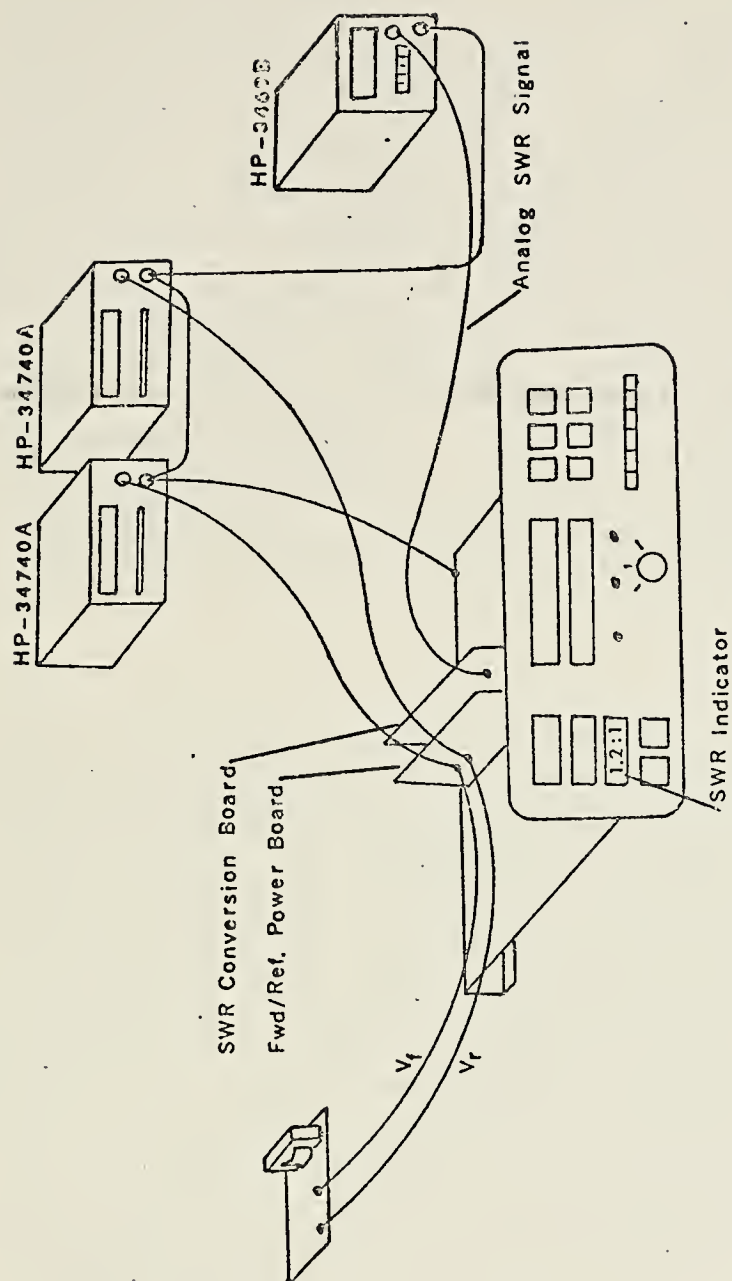 HP-34740A
HP-34740A
SWR Conversion Board
Fwd/Ref. Power Board
Vf
Vr
Analog SWR Signal
1.2:1
SWR Indicator